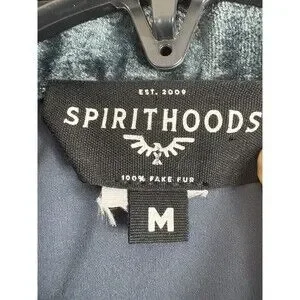 EST. 2009
SPIRITHOODS
100% FAKE FUR
M